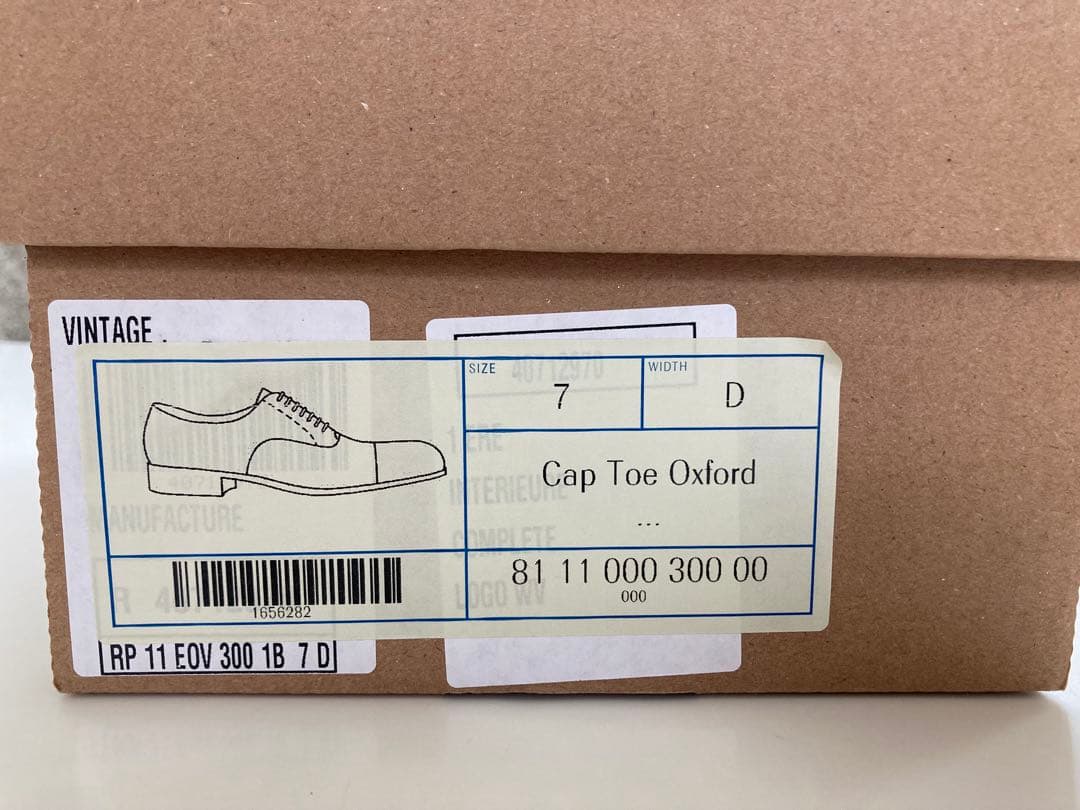 VINTAGE
SIZE
7
WIDTH
D
40712970
1 ERE
Cap Toe Oxford
INTERIEURE
...
MANUFACTURE
COMPLETE
81 11 000 300 00
000
LOGO WV
1656282
RP 11 EOV 300 1B 7 D